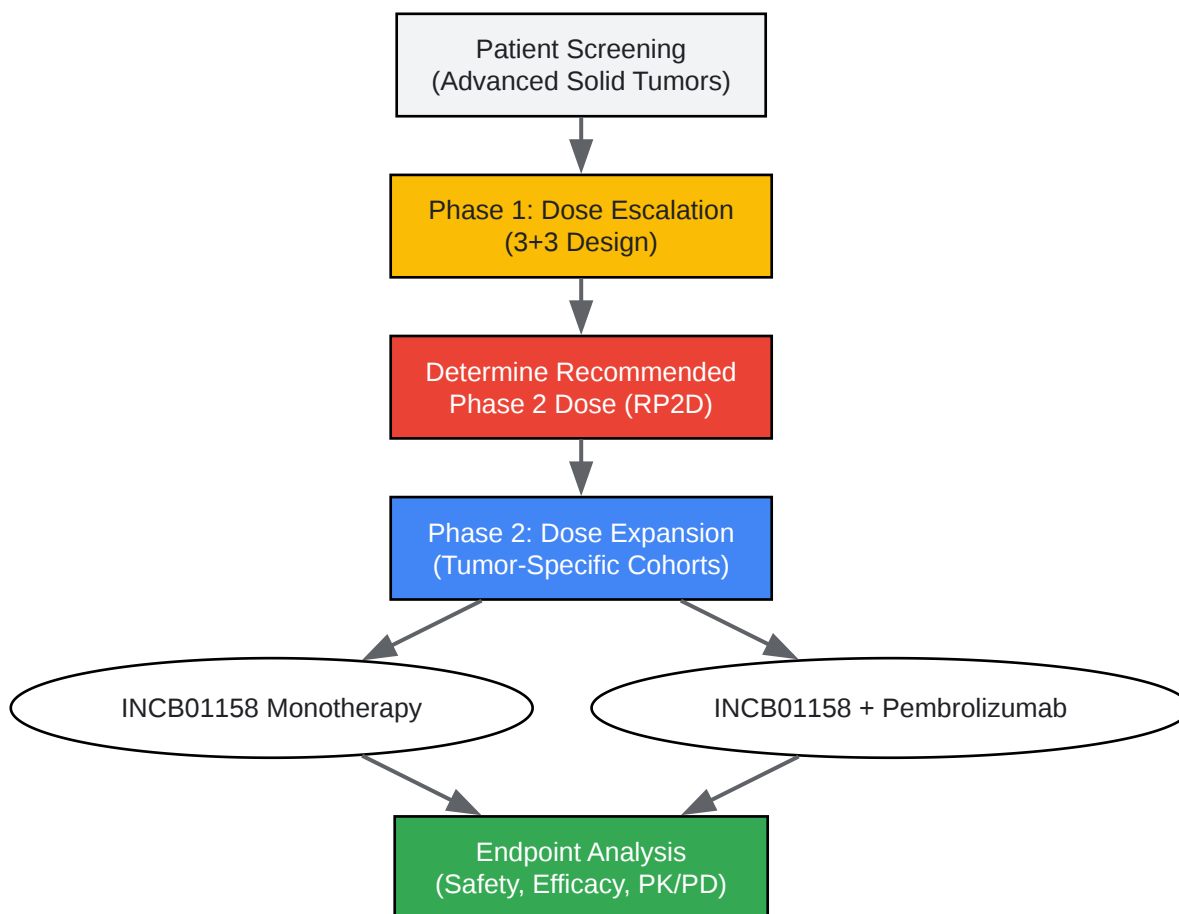 Patient Screening
(Advanced Solid Tumors)
Phase 1: Dose Escalation
(3+3 Design)
Determine Recommended
Phase 2 Dose (RP2D)
Phase 2: Dose Expansion
(Tumor-Specific Cohorts)
INCB01158 Monotherapy
INCB01158 + Pembrolizumab
Endpoint Analysis
(Safety, Efficacy, PK/PD)